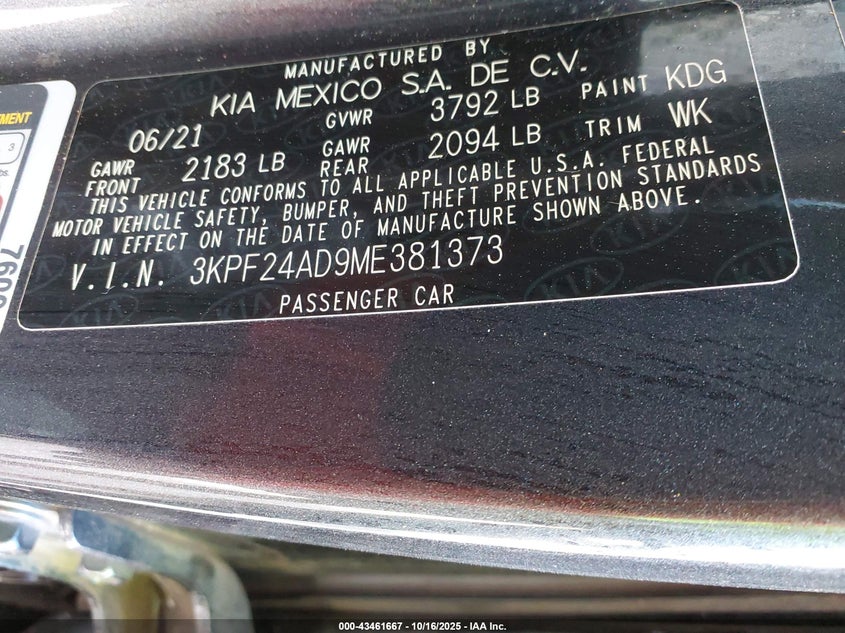 MANUFACTURED BY
KIA MEXICO S.A. DE C.V.
06/21 GVWR 3792 LB PAINT KDG
GAWR FRONT 2183 LB GAWR REAR 2094 LB TRIM WK
THIS VEHICLE CONFORMS TO ALL APPLICABLE U.S.A. FEDERAL
MOTOR VEHICLE SAFETY, BUMPER, AND THEFT PREVENTION STANDARDS
IN EFFECT ON THE DATE OF MANUFACTURE SHOWN ABOVE.
V.I.N. 3KPF24AD9ME381373
PASSENGER CAR
3
000-43461667 - 10/16/2025 - IAA Inc.